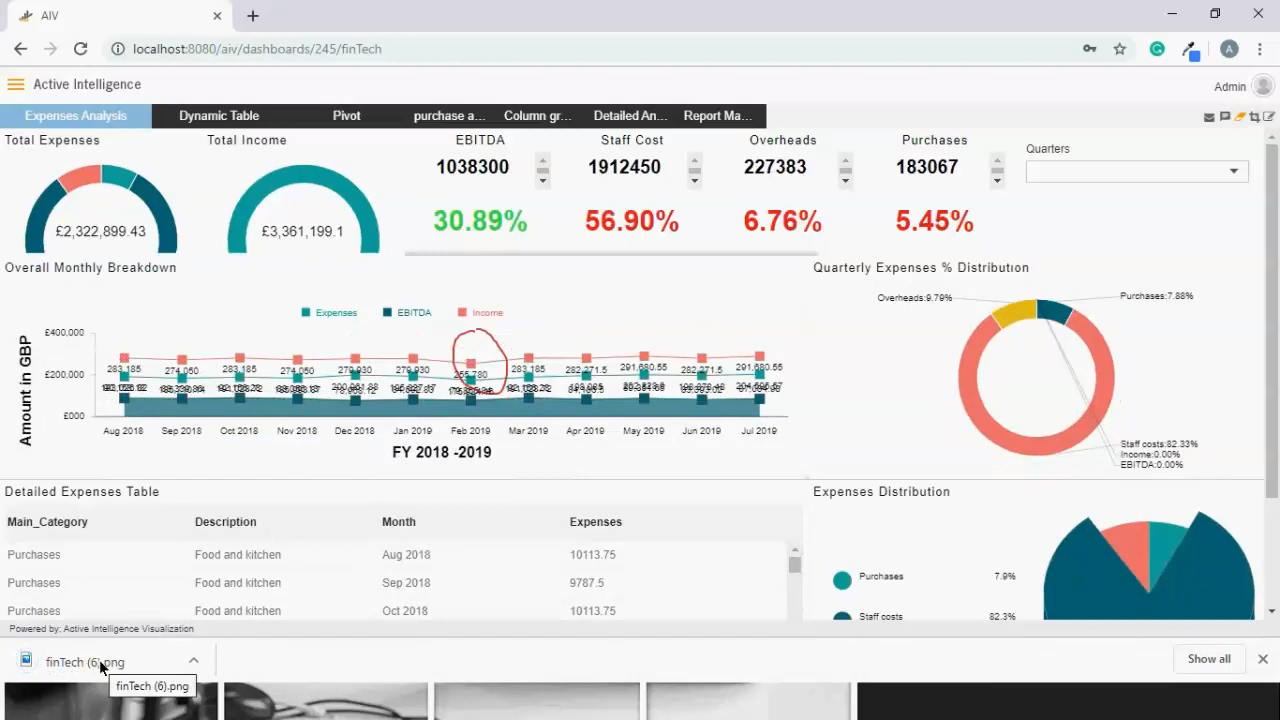 AIV
localhost:8080/aiv/dashboards/245/finTech
A
Active Intelligence
Admin
Expenses Analysis
Dynamic Table
Pivot
purchase a...
Column gr...
Detailed An...
Report Ma...
Total Expenses
Total Income
EBITDA
Staff Cost
Overheads
Purchases
Quarters
1038300
1912450
227383
183067
£2,322,899.43
£3,361,199.1
30.89%
56.90%
6.76%
5.45%
Overall Monthly Breakdown
Quarterly Expenses % Distribution
Expenses
EBITDA
Income
Overheads:9.79%
Purchases:7.88%
Amount in GBP
£400,000
£200,000
£000
283,185
274,050
283,185
274,050
279,930
279,930
283,185
282,271.5
291,680.55
282,271.5
291,680.55
Aug 2018
Sep 2018
Oct 2018
Nov 2018
Dec 2018
Jan 2019
Feb 2019
Mar 2019
Apr 2019
May 2019
Jun 2019
Jul 2019
FY 2018 -2019
Staff costs:82.33%
Income:0.00%
EBITDA:0.00%
Detailed Expenses Table
Expenses Distribution
Main_Category Description Month Expenses
Purchases Food and kitchen Aug 2018 10113.75
Purchases Food and kitchen Sep 2018 9787.5
Purchases Food and kitchen Oct 2018 10113.75
Purchases 7.9%
Staff costs 82.3%
Powered by: Active Intelligence Visualization
finTech (6).png
Show all
finTech (6).png